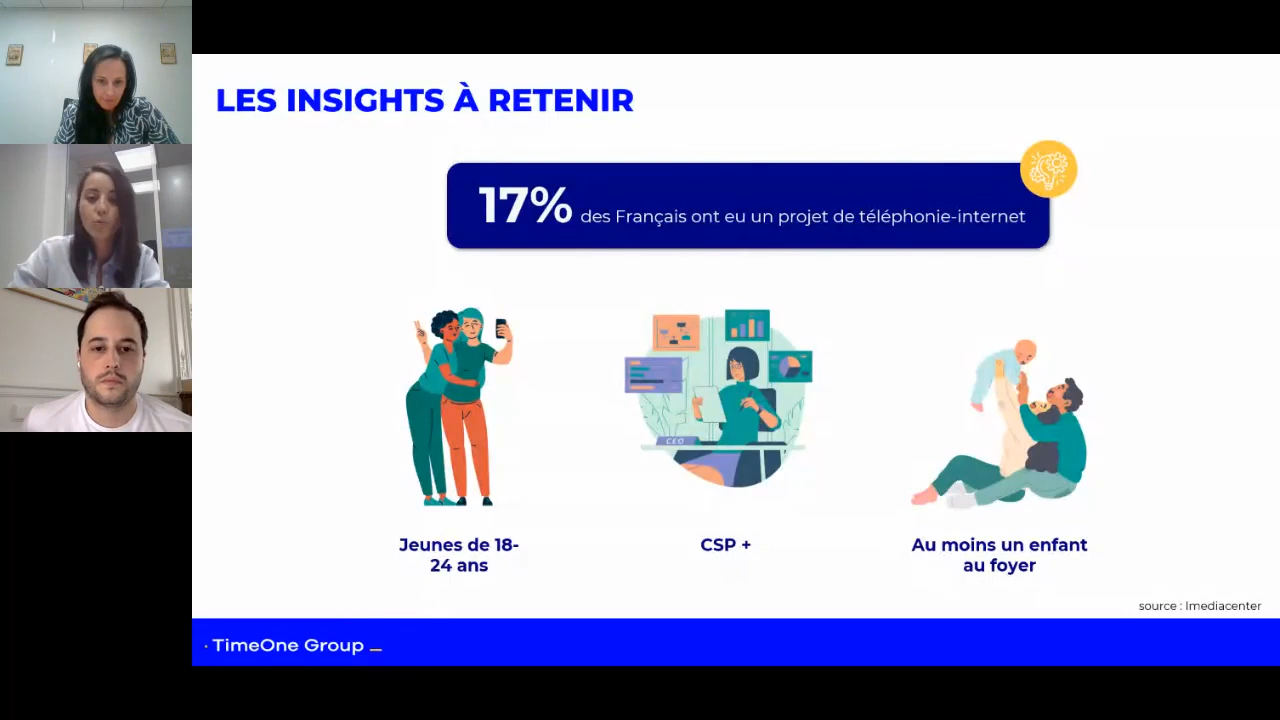 LES INSIGHTS À RETENIR
17% des Français ont eu un projet de téléphonie-internet
CEO
Jeunes de 18-
24 ans
CSP +
Au moins un enfant
au foyer
source : Imediacenter
· TimeOne Group _